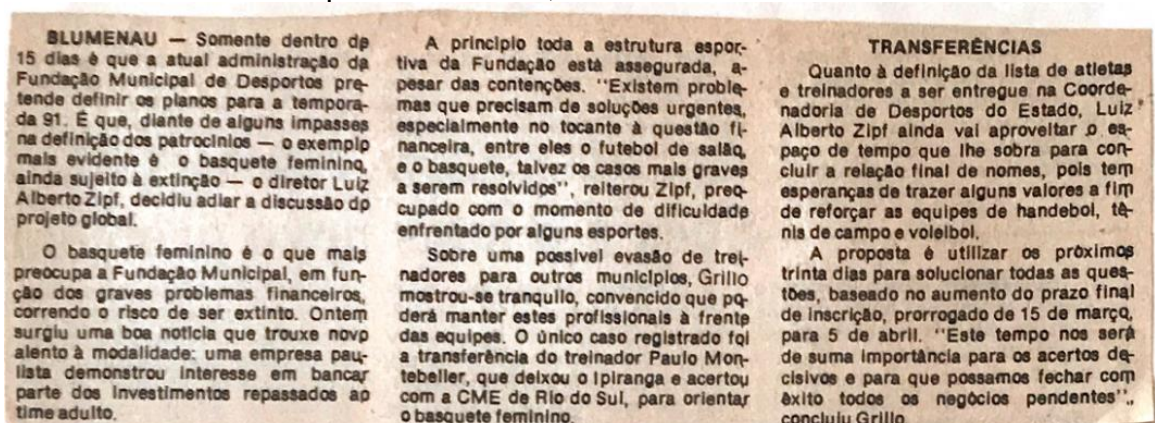 BLUMENAU — Somente dentro de
15 dias é que a atual administração da
Fundação Municipal de Desportos pre-
tende definir os planos para a tempora-
da 91. É que, diante de alguns impasses
na definição dos patrocínios — o exemplo
mais evidente é o basquete feminino,
ainda sujeito à extinção — o diretor Luiz
Alberto Zipf, decidiu adiar a discussão do
projeto global.
O basquete feminino é o que mais
preocupa a Fundação Municipal, em fun-
ção dos graves problemas financeiros,
correndo o risco de ser extinto. Ontem
surgiu uma boa notícia que trouxe novo
alento à modalidade: uma empresa pau-
lista demonstrou interesse em bancar
parte dos investimentos repassados ao
time adulto.
A princípio toda a estrutura espor-
tiva da Fundação está assegurada, a-
pesar das contenções. "Existem proble-
mas que precisam de soluções urgentes,
especialmente no tocante à questão fi-
nanceira, entre eles o futebol de salão,
e o basquete, talvez os casos mais graves
a serem resolvidos", reiterou Zipf, preo-
cupado com o momento de dificuldade
enfrentado por alguns esportes.
Sobre uma possível evasão de trei-
nadores para outros municípios, Grillo
mostrou-se tranquilo, convencido que po-
derá manter estes profissionais à frente
das equipes. O único caso registrado foi
a transferência do treinador Paulo Mon-
tebeller, que deixou o Ipiranga e acertou
com a CME de Rio do Sul, para orientar
o basquete feminino.
TRANSFERÊNCIAS
Quanto à definição da lista de atletas
e treinadores a ser entregue na Coorde-
nadoria de Desportos do Estado, Luiz
Alberto Zipf ainda vai aproveitar o es-
paço de tempo que lhe sobra para con-
cluir a relação final de nomes, pois tem
esperanças de trazer alguns valores a fim
de reforçar as equipes de handebol, tê-
nis de campo e voleibol.
A proposta é utilizar os próximos
trinta dias para solucionar todas as ques-
tões, baseado no aumento do prazo final
de inscrição, prorrogado de 15 de março,
para 5 de abril. "Este tempo nos será
de suma importância para os acertos de-
cisivos e para que possamos fechar com
êxito todos os negócios pendentes",
concluiu Grillo